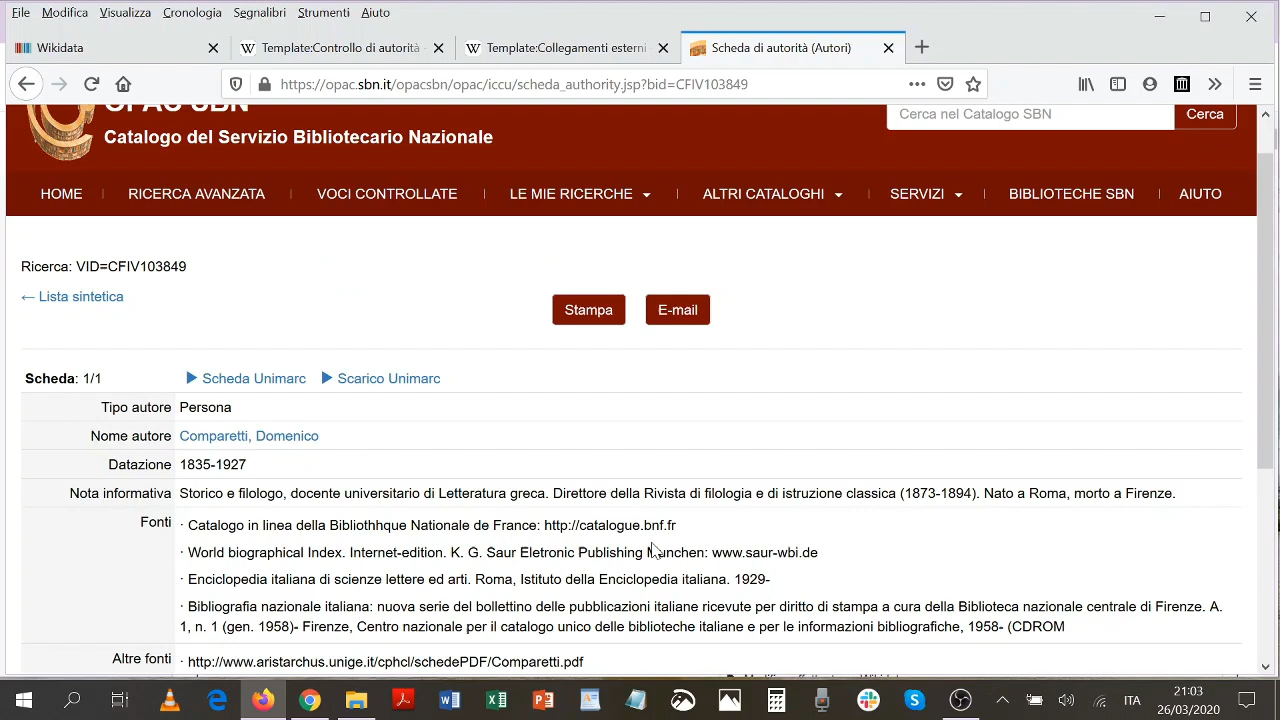 File Modifica Visualizza Cronologia Segnalibri Strumenti Aiuto
Wikidata
Template:Controllo di autorità -
Template:Collegamenti esterni
Scheda di autorità (Autori)
https://opac.sbn.it/opacsbn/opac/iccu/scheda_authority.jsp?bid=CFIV103849
OPAC SBN
Catalogo del Servizio Bibliotecario Nazionale
Cerca nel Catalogo SBN
Cerca
HOME
RICERCA AVANZATA
VOCI CONTROLLATE
LE MIE RICERCHE
ALTRI CATALOGHI
SERVIZI
BIBLIOTECHE SBN
AIUTO
Ricerca: VID=CFIV103849
← Lista sintetica
Stampa
E-mail
Scheda: 1/1
Scheda Unimarc
Scarico Unimarc
Tipo autore Persona
Nome autore Comparetti, Domenico
Datazione 1835-1927
Nota informativa Storico e filologo, docente universitario di Letteratura greca. Direttore della Rivista di filologia e di istruzione classica (1873-1894). Nato a Roma, morto a Firenze.
Fonti · Catalogo in linea della Bibliothhque Nationale de France: http://catalogue.bnf.fr
· World biographical Index. Internet-edition. K. G. Saur Eletronic Publishing Munchen: www.saur-wbi.de
· Enciclopedia italiana di scienze lettere ed arti. Roma, Istituto della Enciclopedia italiana. 1929-
· Bibliografia nazionale italiana: nuova serie del bollettino delle pubblicazioni italiane ricevute per diritto di stampa a cura della Biblioteca nazionale centrale di Firenze. A.
1, n. 1 (gen. 1958)- Firenze, Centro nazionale per il catalogo unico delle biblioteche italiane e per le informazioni bibliografiche, 1958- (CDROM
Altre fonti · http://www.aristarchus.unige.it/cphcl/schedePDF/Comparetti.pdf
ITA
21:03
26/03/2020